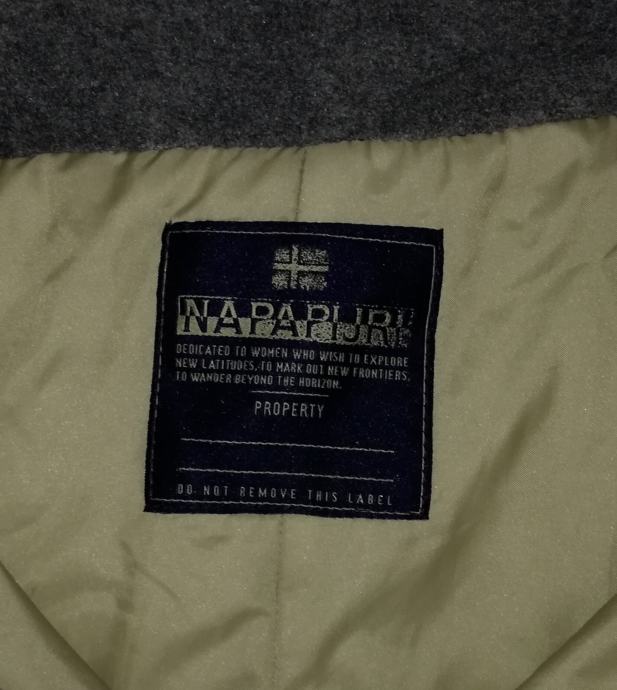 NAPAPIJRI
DEDICATED TO WOMEN WHO WISH TO EXPLORE
NEW LATITUDES, TO MARK OUT NEW FRONTIERS,
TO WANDER BEYOND THE HORIZON.
PROPERTY
DO NOT REMOVE THIS LABEL